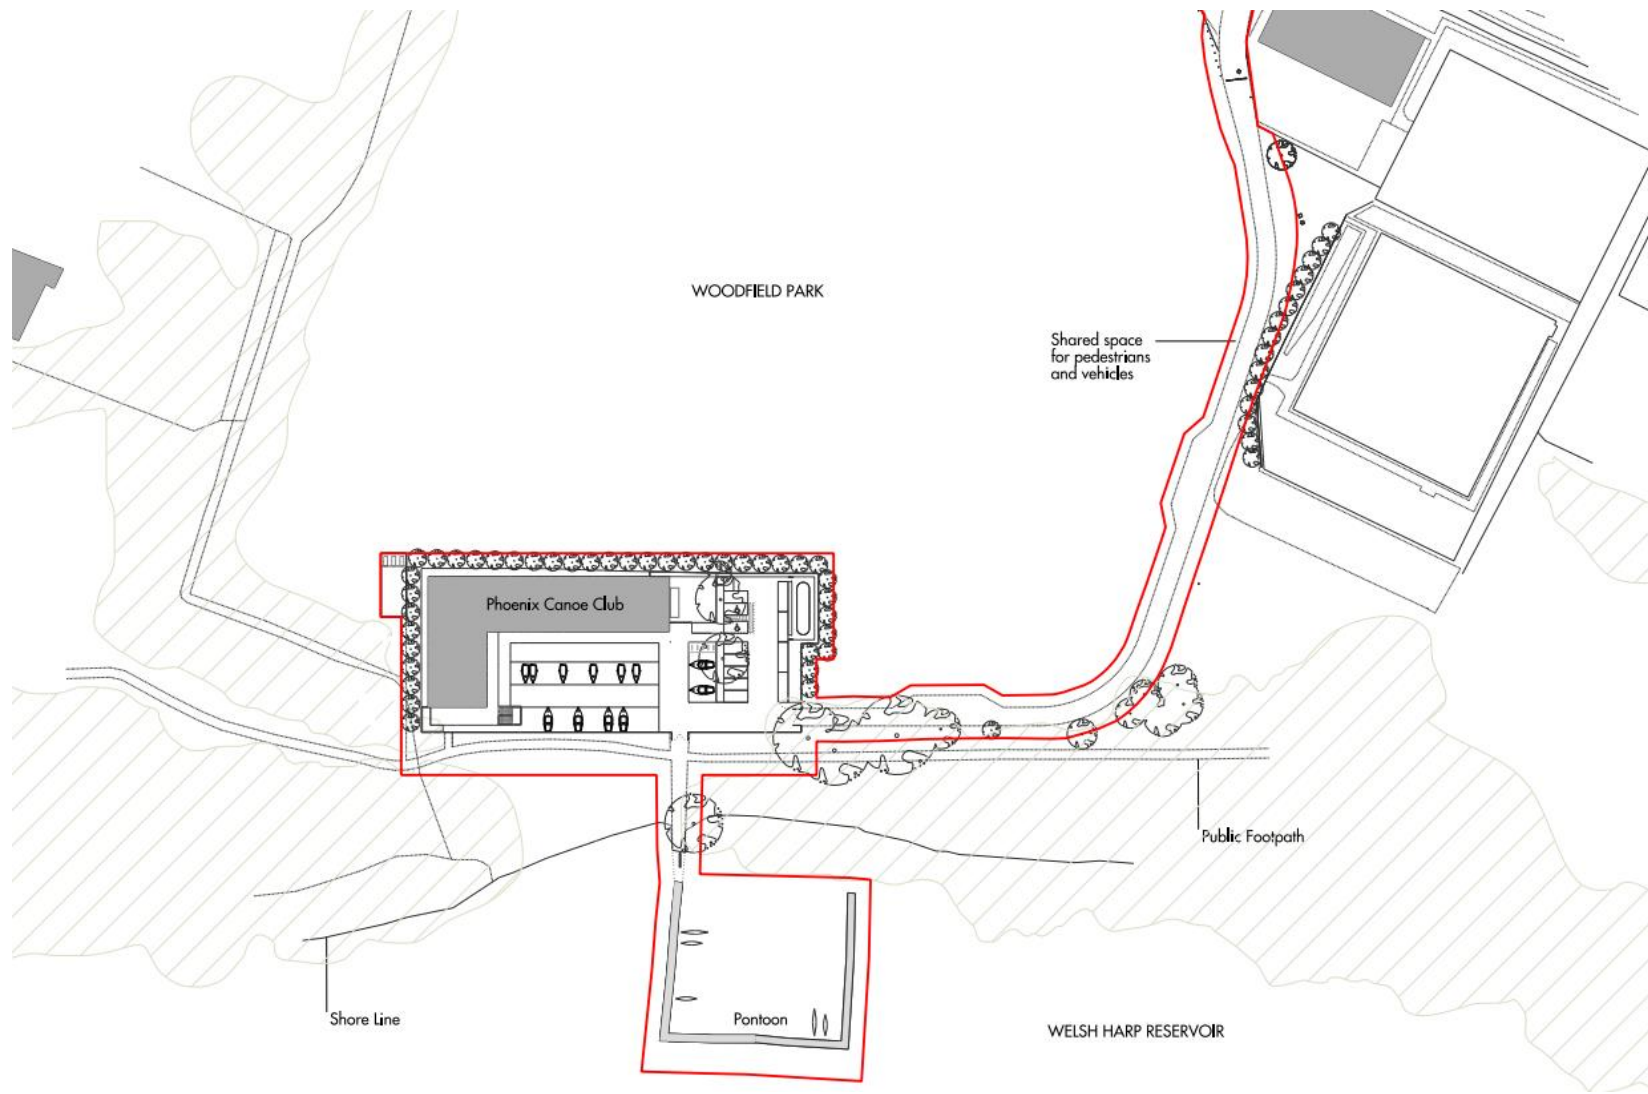 WOODFIELD PARK
Shared space
for pedestrians
and vehicles
Phoenix Canoe Club
Public Footpath
Shore Line
Pontoon
WELSH HARP RESERVOIR